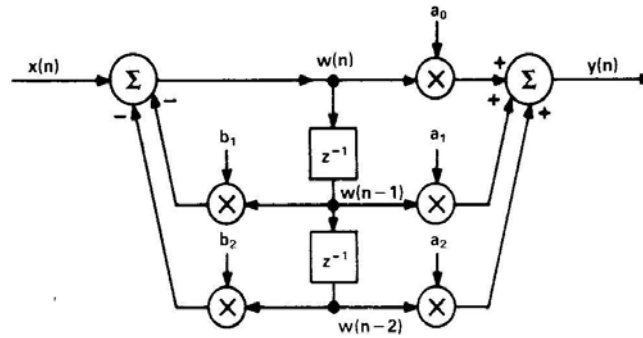 a₀
x(n) Σ w(n) × + Σ y(n)
− − + +
b₁ z⁻¹ a₁
× w(n−1) ×
b₂ z⁻¹ a₂
× w(n−2) ×